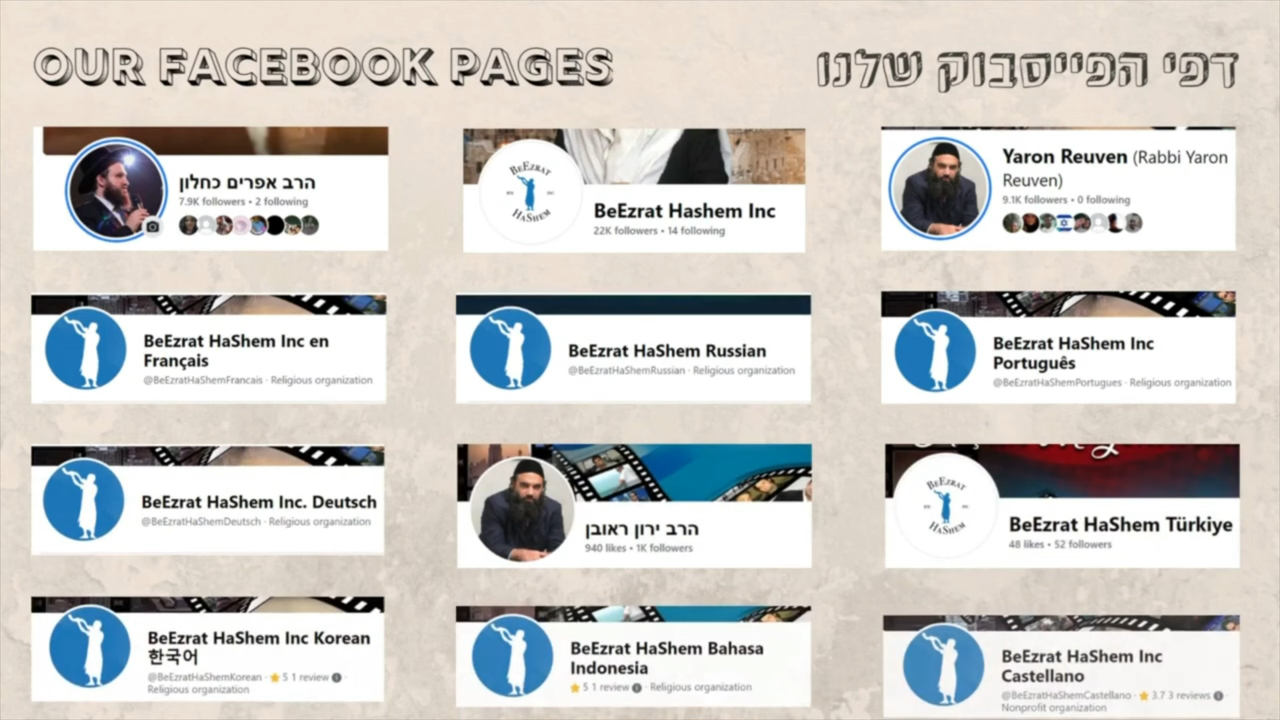 OUR FACEBOOK PAGES
דפי הפייסבוק שלנו
הרב אפרים כחלון
7.9K followers • 2 following
BeEzrat
HaShem
BeEzrat Hashem Inc
22K followers • 14 following
Yaron Reuven (Rabbi Yaron
Reuven)
9.1K followers • 0 following
BeEzrat HaShem Inc en
Français
@BeEzratHaShemFrancais · Religious organization
BeEzrat HaShem Russian
@BeEzratHaShemRussian · Religious organization
BeEzrat HaShem Inc
Português
@BeEzratHaShemPortugues · Religious organization
BeEzrat HaShem Inc. Deutsch
@BeEzratHaShemDeutsch · Religious organization
הרב ירון ראובן
940 likes • 1K followers
BeEzrat
HaShem
BeEzrat HaShem Türkiye
48 likes • 52 followers
BeEzrat HaShem Inc Korean
한국어
@BeEzratHaShemKorean · ⭐ 5 1 review ·
Religious organization
BeEzrat HaShem Bahasa
Indonesia
⭐ 5 1 review · Religious organization
BeEzrat HaShem Inc
Castellano
@BeEzratHaShemCastellano · ⭐ 3.7 3 reviews ·
Nonprofit organization